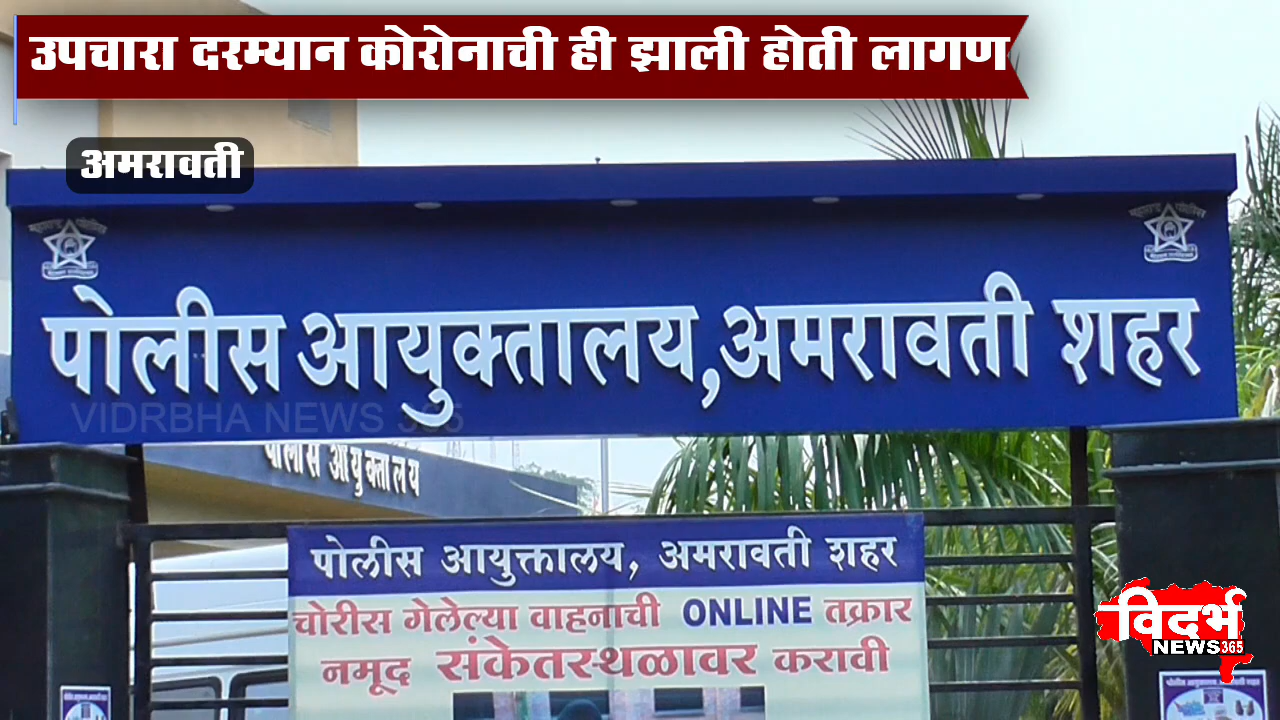 उपचारा दरम्यान कोरोनाची ही झाली होती लागण
अमरावती
पोलीस आयुक्तालय, अमरावती शहर
VIDRBHA NEWS 365
पोलीस आयुक्तालय
पोलीस आयुक्तालय, अमरावती शहर
चोरीस गेलेल्या वाहनाची ONLINE तक्रार
नमूद संकेतस्थळावर करावी
विदर्भ
NEWS365